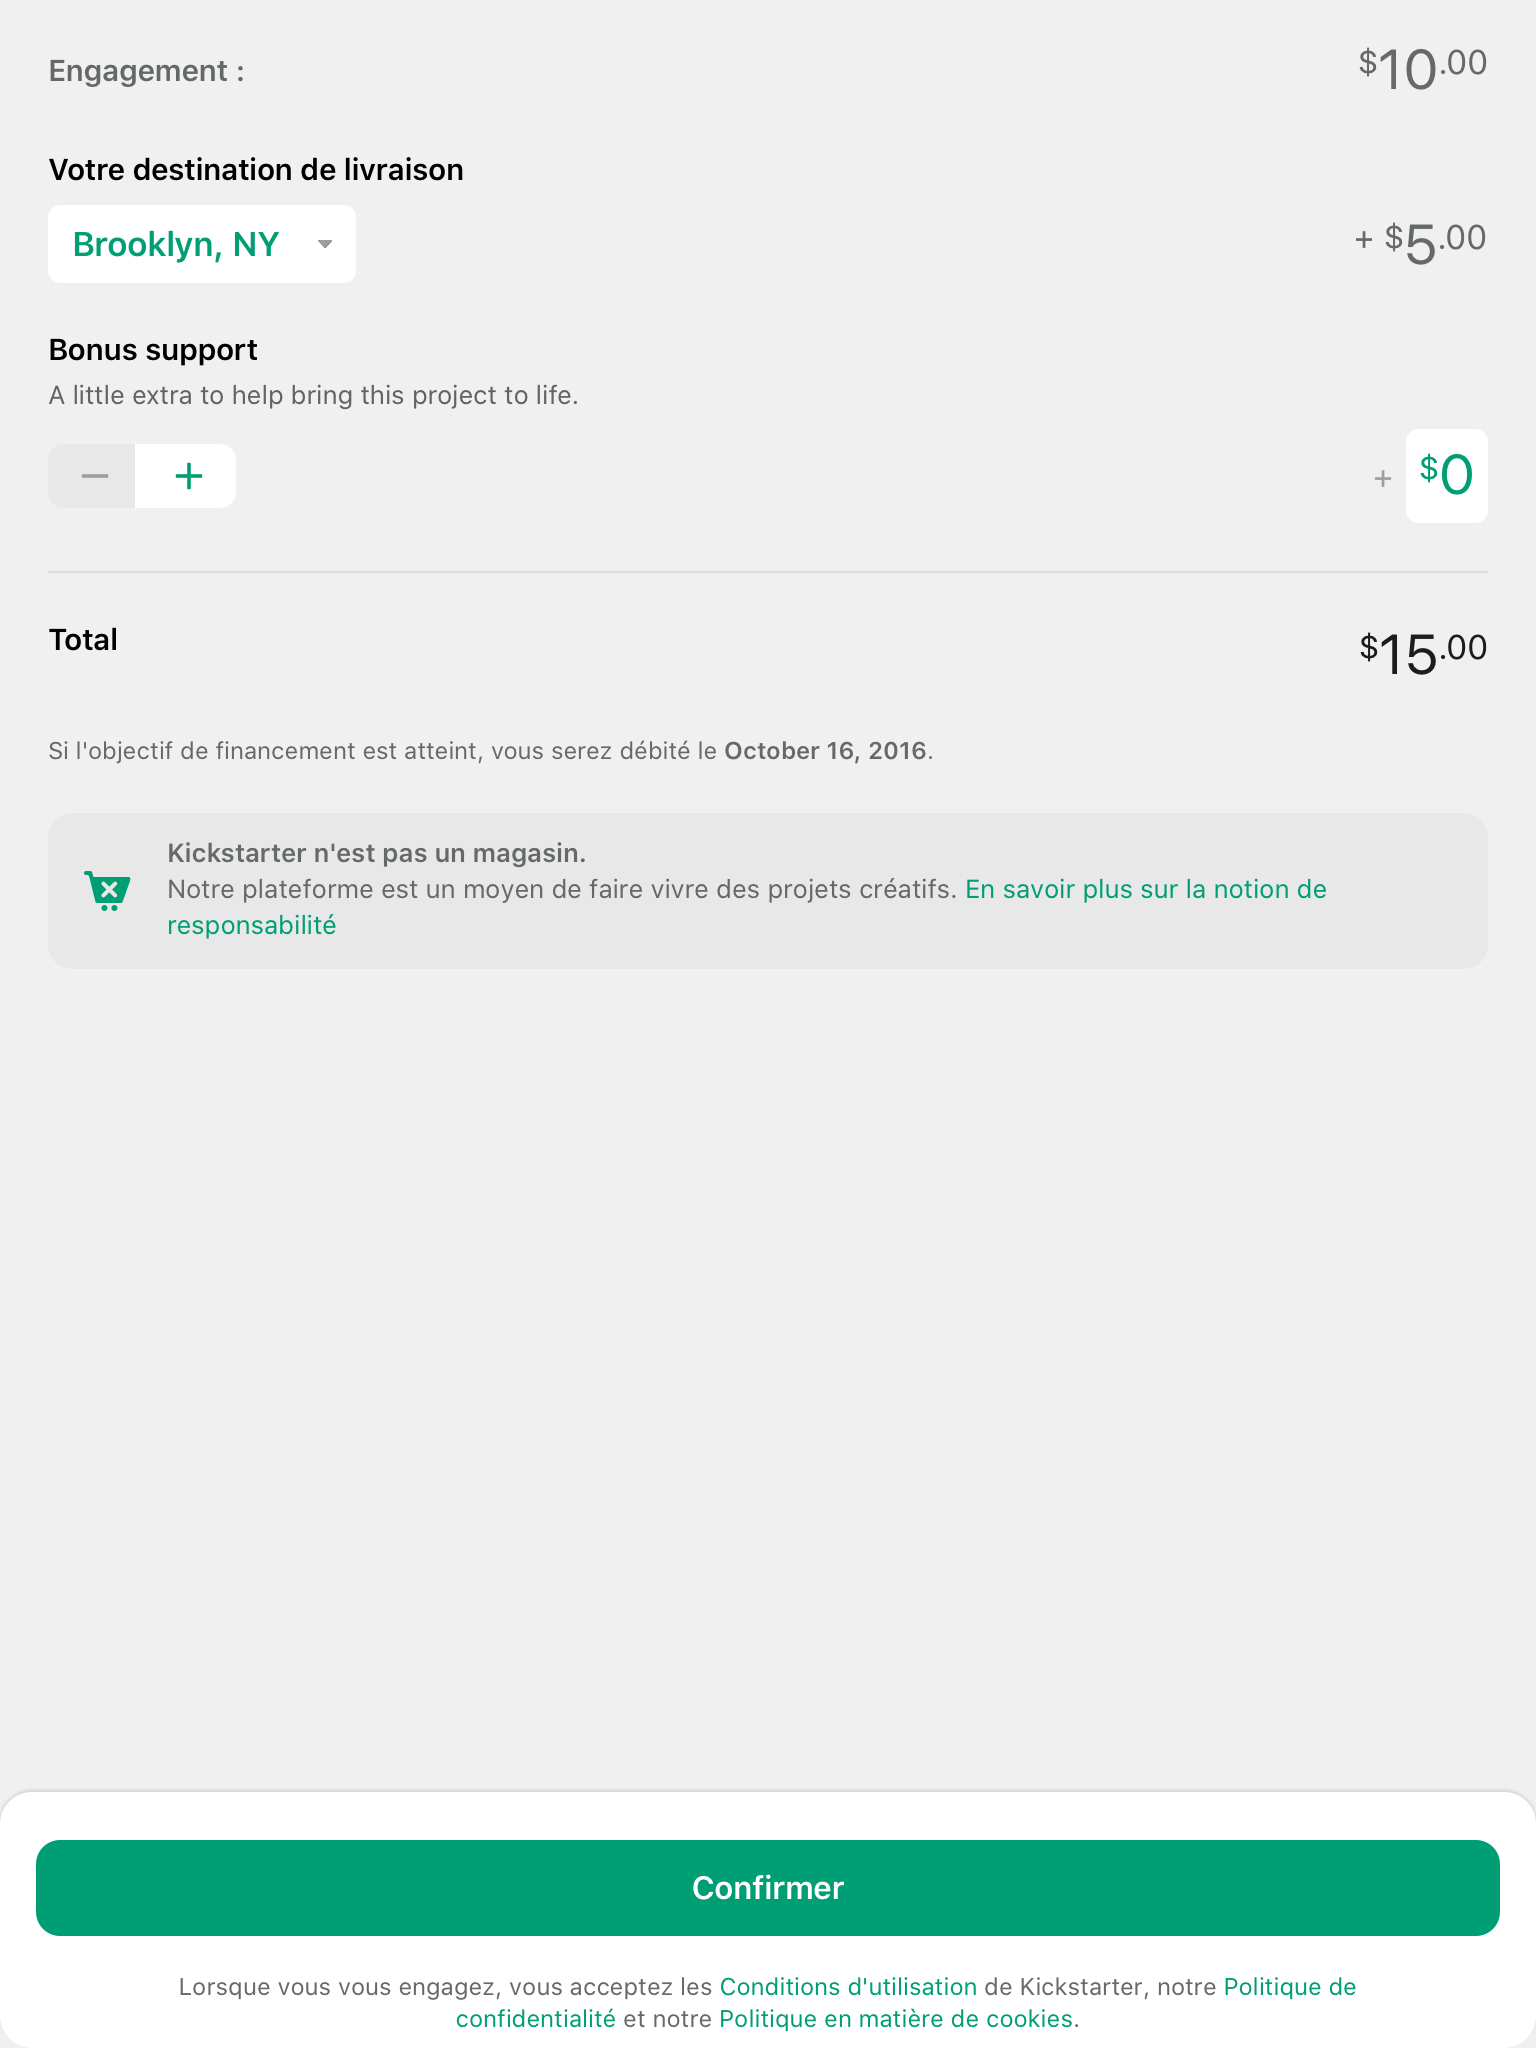 Engagement :
$10.00
Votre destination de livraison
Brooklyn, NY
+ $5.00
Bonus support
A little extra to help bring this project to life.
+ $0
Total
$15.00
Si l'objectif de financement est atteint, vous serez débité le October 16, 2016.
Kickstarter n'est pas un magasin.
Notre plateforme est un moyen de faire vivre des projets créatifs. En savoir plus sur la notion de
responsabilité
Confirmer
Lorsque vous vous engagez, vous acceptez les Conditions d'utilisation de Kickstarter, notre Politique de
confidentialité et notre Politique en matière de cookies.